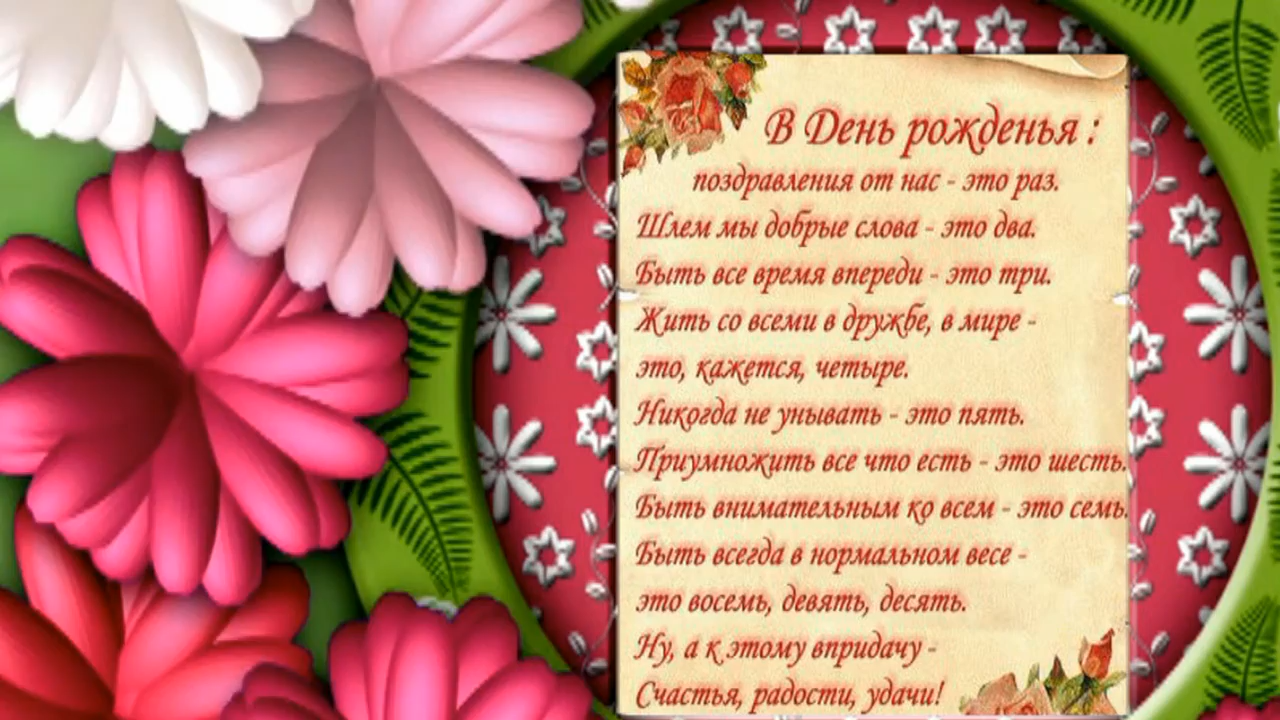 В День рожденья :
поздравления от нас - это раз.
Шлем мы добрые слова - это два.
Быть все время впереди - это три.
Жить со всеми в дружбе, в мире -
это, кажется, четыре.
Никогда не унывать - это пять.
Приумножить все что есть - это шесть.
Быть внимательным ко всем - это семь.
Быть всегда в нормальном весе -
это восемь, девять, десять.
Ну, а к этому впридачу -
Счастья, радости, удачи!